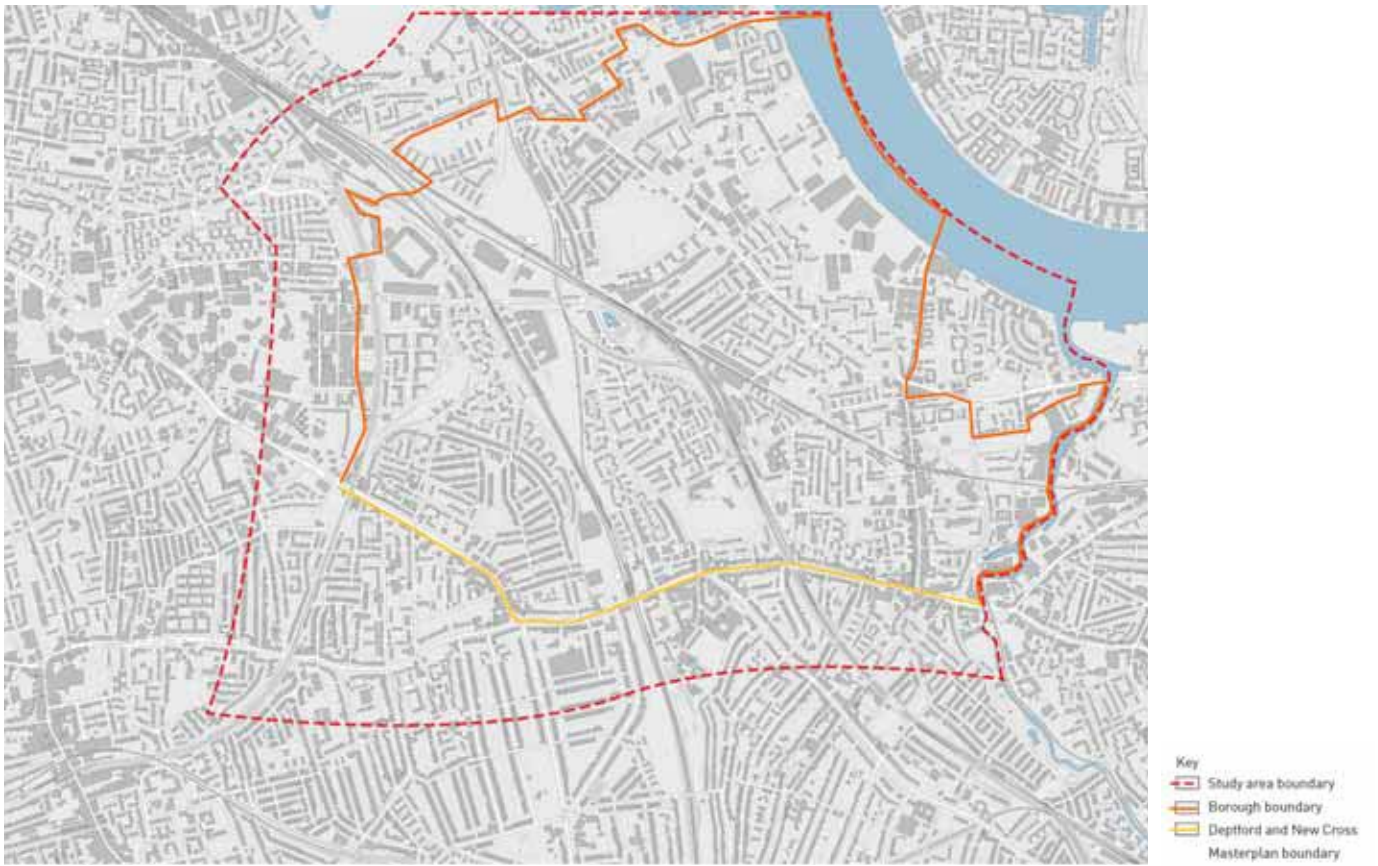 Key
Study area boundary
Borough boundary
Deptford and New Cross
Masterplan boundary